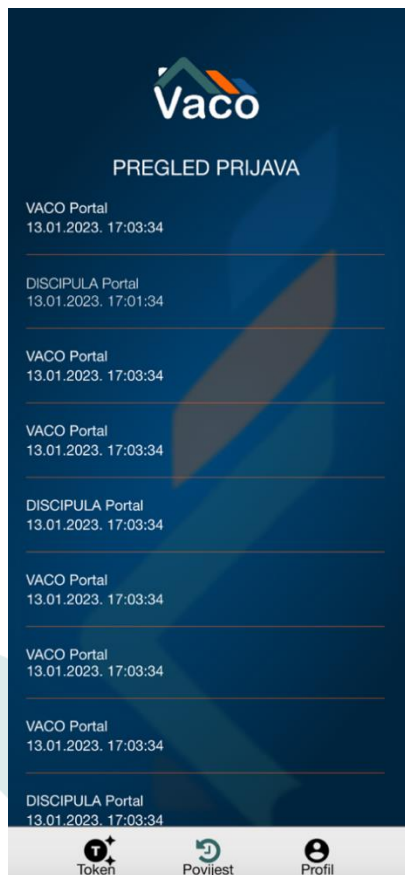 Vaco
PREGLED PRIJAVA
VACO Portal
13.01.2023. 17:03:34
DISCIPULA Portal
13.01.2023. 17:01:34
VACO Portal
13.01.2023. 17:03:34
VACO Portal
13.01.2023. 17:03:34
DISCIPULA Portal
13.01.2023. 17:03:34
VACO Portal
13.01.2023. 17:03:34
VACO Portal
13.01.2023. 17:03:34
VACO Portal
13.01.2023. 17:03:34
DISCIPULA Portal
13.01.2023. 17:03:34
T
Token Povijest Profil